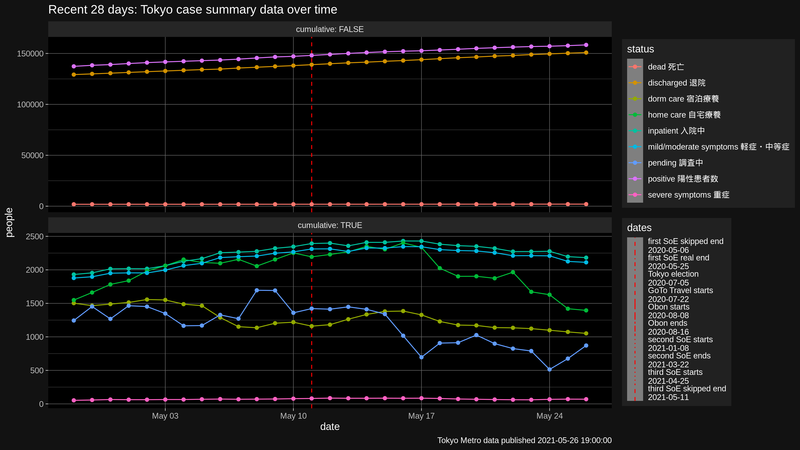 Recent 28 days: Tokyo case summary data over time
cumulative: FALSE
150000
100000
50000
0
cumulative: TRUE
2500
2000
1500
1000
500
0
people
May 03
May 10
May 17
May 24
date
Tokyo Metro data published 2021-05-26 19:00:00
status
dead 死亡
discharged 退院
dorm care 宿泊療養
home care 自宅療養
inpatient 入院中
mild/moderate symptoms 軽症・中等症
pending 調査中
positive 陽性患者数
severe symptoms 重症
dates
first SoE skipped end
2020-05-06
first SoE real end
2020-05-25
Tokyo election
2020-07-05
GoTo Travel starts
2020-07-22
Obon starts
2020-08-08
Obon ends
2020-08-16
second SoE starts
2021-01-08
second SoE ends
2021-03-22
third SoE starts
2021-04-25
third SoE skipped end
2021-05-11